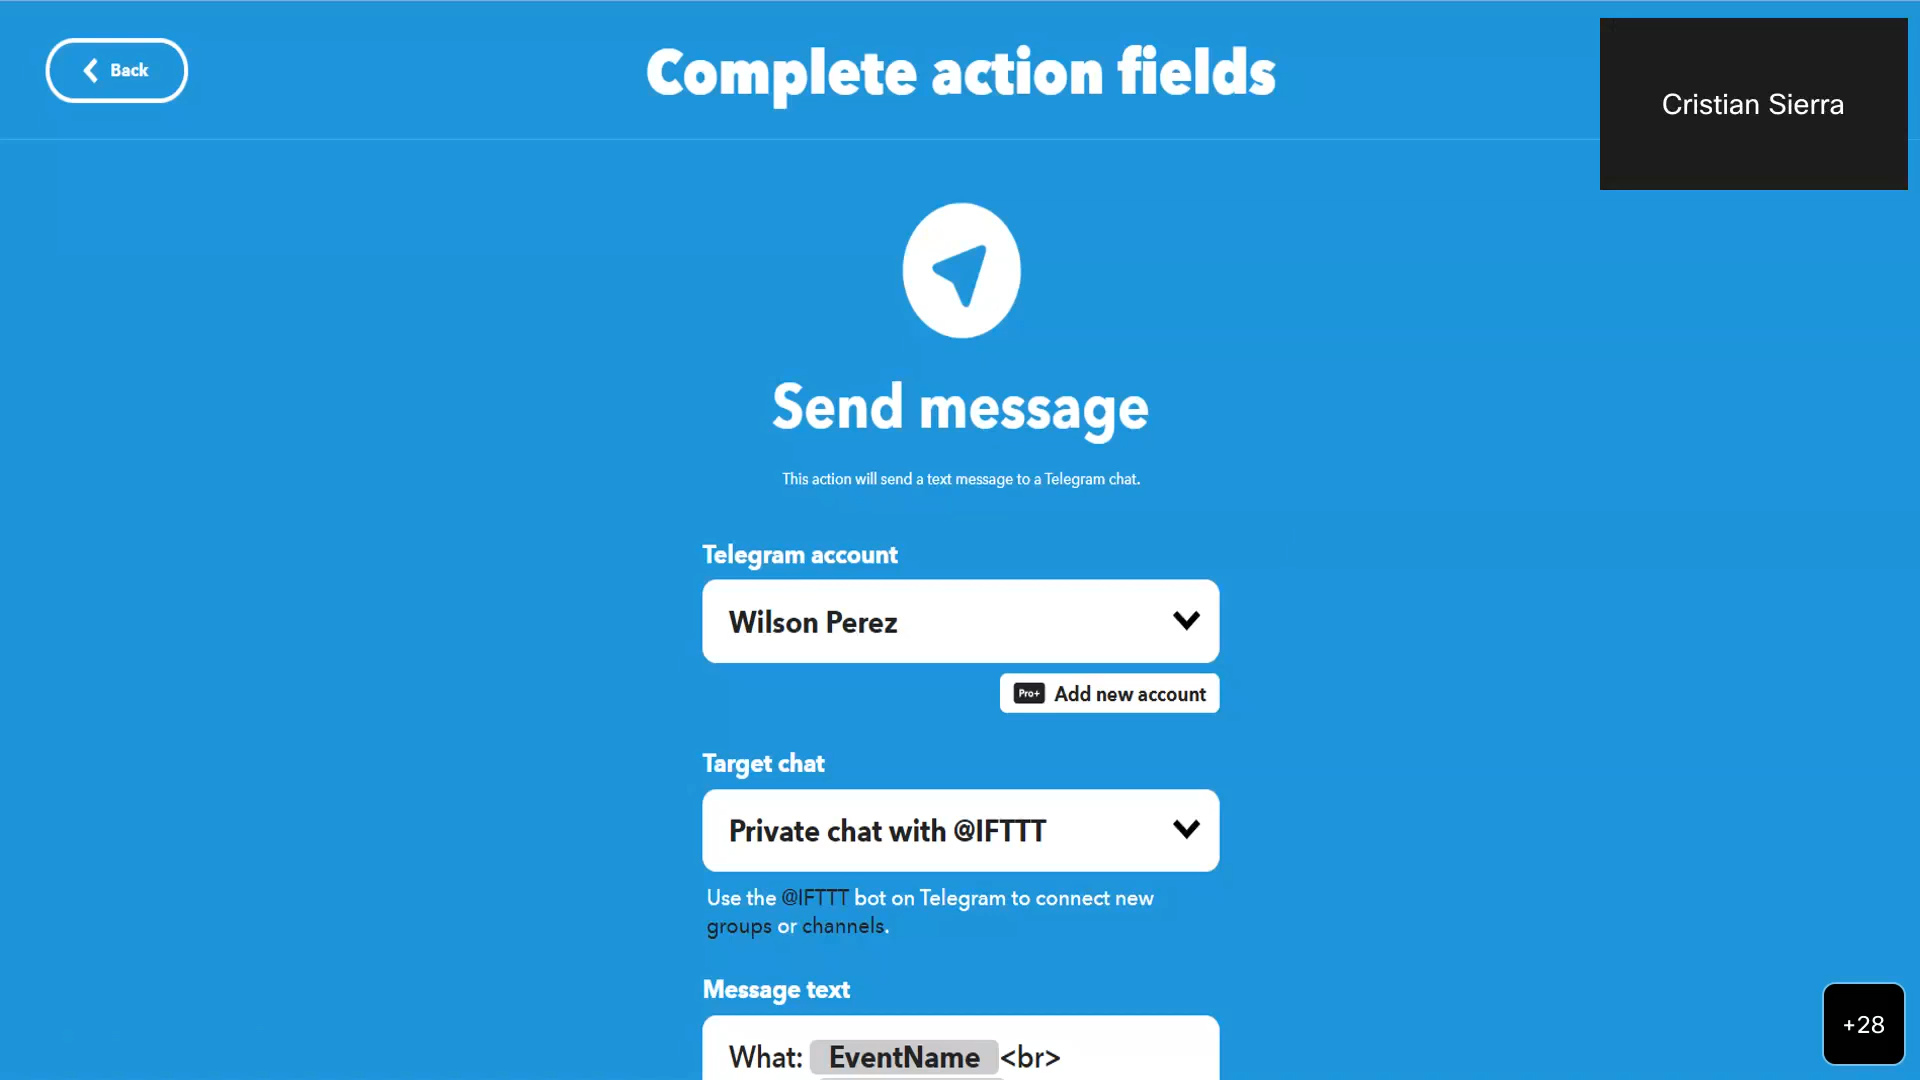 Back
Complete action fields
Cristian Sierra
Send message
This action will send a text message to a Telegram chat.
Telegram account
Wilson Perez
Pro+ Add new account
Target chat
Private chat with @IFTTT
Use the @IFTTT bot on Telegram to connect new
groups or channels.
Message text
What: EventName <br>
+28